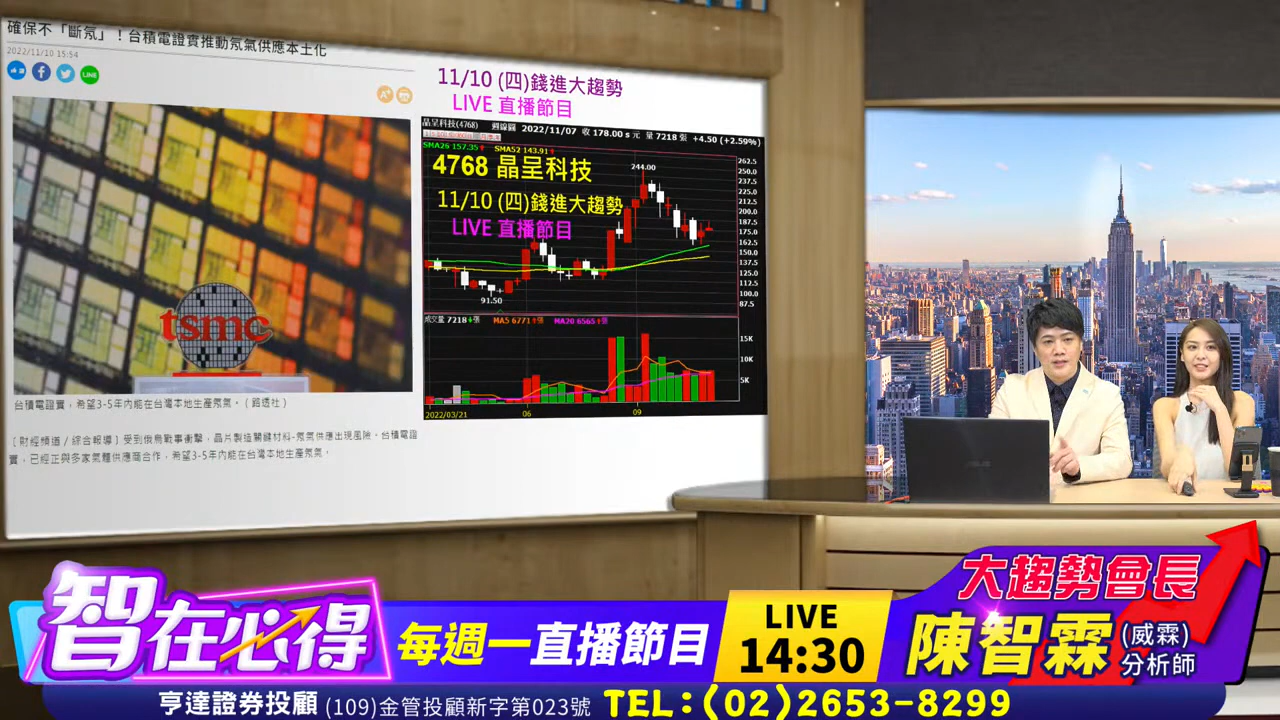 確保不「斷氖」！台積電證實推動氖氣供應本土化
2022/11/10 15:54
LINE
A+
tsmc
台積電證實，希望3-5年內能在台灣本地生產氖氣。（路透社）
〔財經頻道／綜合報導〕受到俄烏戰事衝擊，晶片製造關鍵材料-氖氣供應出現風險，台積電證
實，已經正與多家氣體供應商合作，希望3-5年內能在台灣本地生產氖氣。
11/10 (四)錢進大趨勢
LIVE 直播節目
晶呈科技(4768) 週線圖 2022/11/07 收 178.00 s 元 量 7218 張 +4.50 (+2.59%)
SMA26 157.35↑ SMA52 143.91↑
4768 晶呈科技
11/10 (四)錢進大趨勢
LIVE 直播節目
244.00
91.50
262.5
250.0
237.5
225.0
212.5
200.0
187.5
175.0
162.5
150.0
137.5
125.0
112.5
100.0
87.5
成交量 7218↓張 MA5 6771↑張 MA20 6565↑張
15K
10K
5K
2022/03/21 06 09
ASUS
智在必得
每週一直播節目
LIVE
14:30
大趨勢會長
陳智霖(威霖)分析師
亨達證券投顧 (109)金管投顧新字第023號 TEL：(02)2653-8299